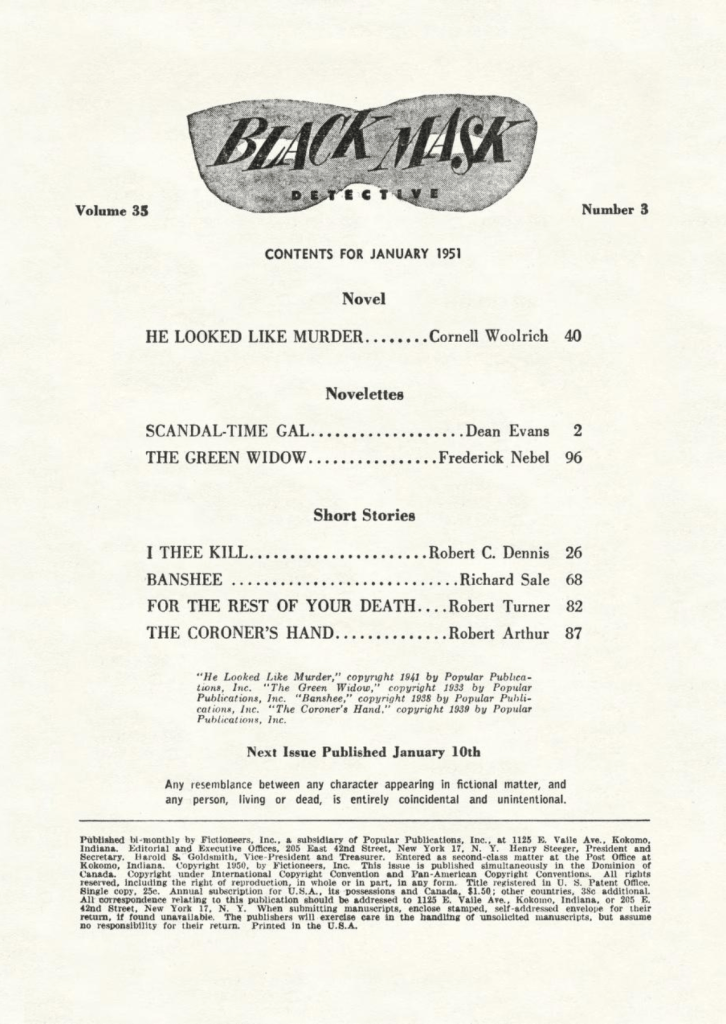 BLACK MASK
DETECTIVE
Volume 35
Number 3
CONTENTS FOR JANUARY 1951
Novel
HE LOOKED LIKE MURDER........Cornell Woolrich 40
Novelettes
SCANDAL-TIME GAL...................Dean Evans 2
THE GREEN WIDOW................Frederick Nebel 96
Short Stories
I THEE KILL......................Robert C. Dennis 26
BANSHEE ............................Richard Sale 68
FOR THE REST OF YOUR DEATH....Robert Turner 82
THE CORONER'S HAND..............Robert Arthur 87
"He Looked Like Murder," copyright 1941 by Popular Publica-
tions, Inc. "The Green Widow," copyright 1933 by Popular
Publications, Inc. "Banshee," copyright 1938 by Popular Publi-
cations, Inc. "The Coroner's Hand," copyright 1939 by Popular
Publications, Inc.
Next Issue Published January 10th
Any resemblance between any character appearing in fictional matter, and
any person, living or dead, is entirely coincidental and unintentional.
Published bi-monthly by Fictioneers, Inc., a subsidiary of Popular Publications, Inc., at 1125 E. Vaile Ave., Kokomo,
Indiana. Editorial and Executive Offices, 205 East 42nd Street, New York 17, N. Y. Henry Steeger, President and
Secretary. Harold S. Goldsmith, Vice-President and Treasurer. Entered as second-class matter at the Post Office at
Kokomo, Indiana. Copyright 1950, by Fictioneers, Inc. This issue is published simultaneously in the Dominion of
Canada. Copyright under International Copyright Convention and Pan-American Copyright Conventions. All rights
reserved, including the right of reproduction, in whole or in part, in any form. Title registered in U. S. Patent Office.
Single copy, 25c. Annual subscription for U.S.A., its possessions and Canada, $1.50; other countries, 38c additional.
All correspondence relating to this publication should be addressed to 1125 E. Vaile Ave., Kokomo, Indiana, or 205 E.
42nd Street, New York 17, N. Y. When submitting manuscripts, enclose stamped, self-addressed envelope for their
return, if found unavailable. The publishers will exercise care in the handling of unsolicited manuscripts, but assume
no responsibility for their return. Printed in the U.S.A.